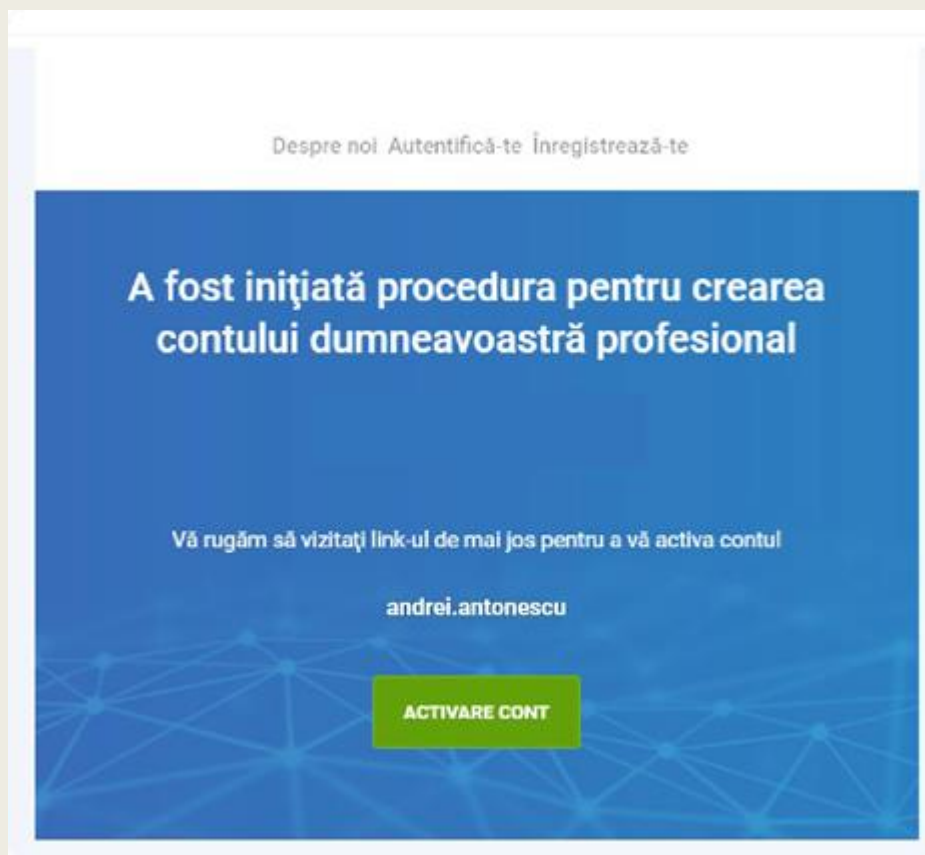 Despre noi Autentifică-te Înregistrează-te
A fost iniţiată procedura pentru crearea
contului dumneavoastră profesional
Vă rugăm să vizitaţi link-ul de mai jos pentru a vă activa contul
andrei.antonescu
ACTIVARE CONT